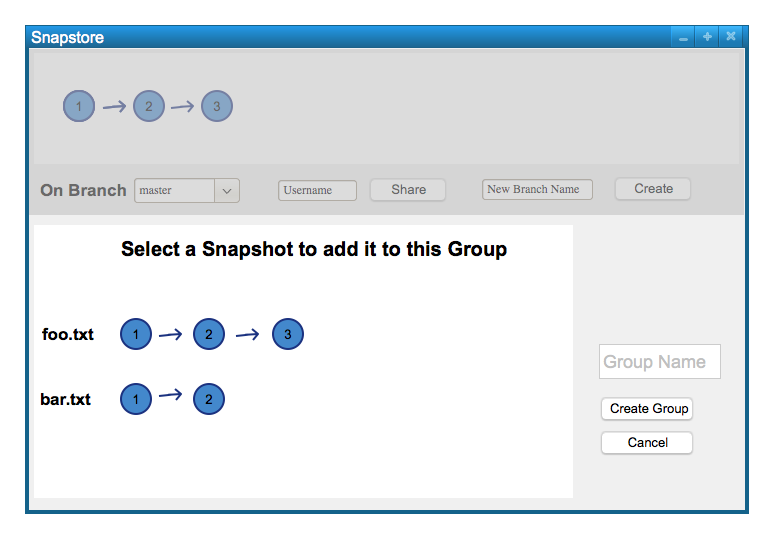 Snapstore
1 2 3
On Branch master Username Share New Branch Name Create
Select a Snapshot to add it to this Group
foo.txt 1 2 3
bar.txt 1 2
Group Name
Create Group
Cancel